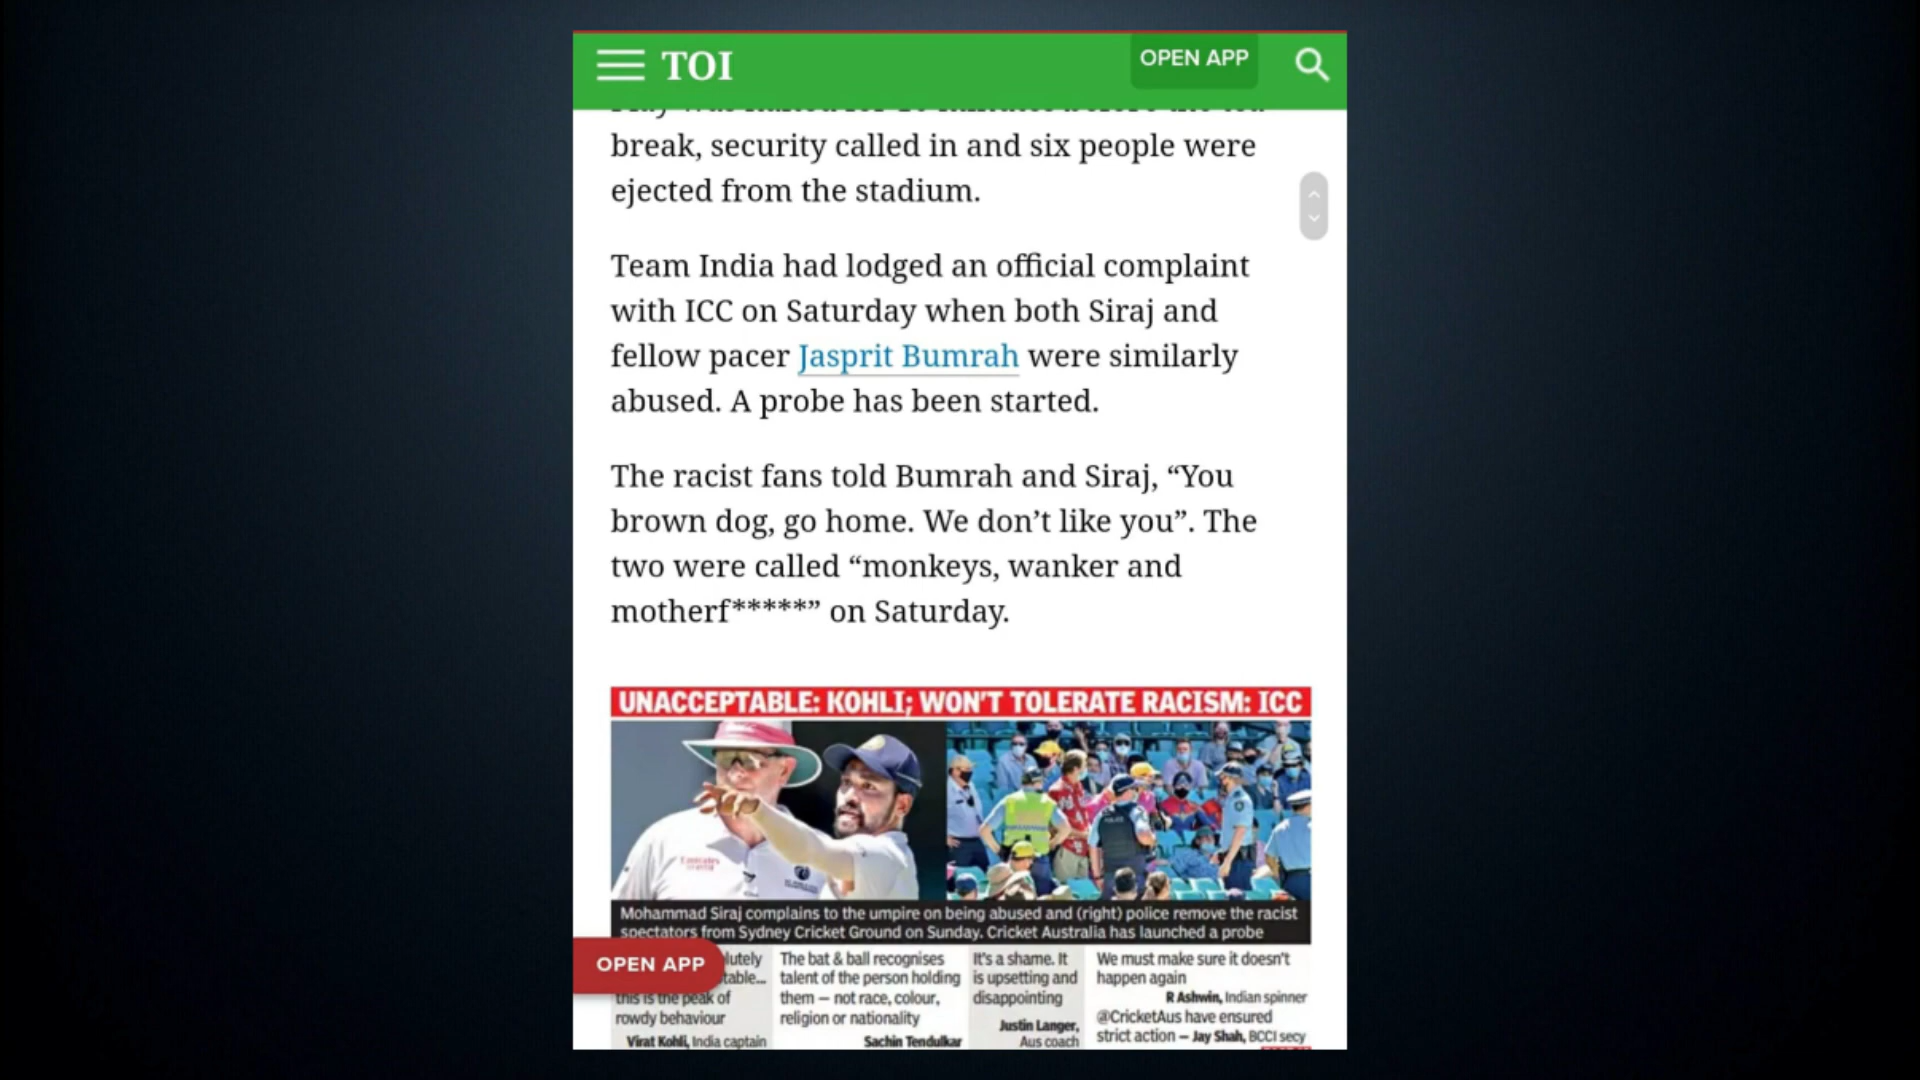 TOI
OPEN APP
break, security called in and six people were
ejected from the stadium.
Team India had lodged an official complaint
with ICC on Saturday when both Siraj and
fellow pacer Jasprit Bumrah were similarly
abused. A probe has been started.
The racist fans told Bumrah and Siraj, “You
brown dog, go home. We don’t like you”. The
two were called “monkeys, wanker and
motherf*****” on Saturday.
UNACCEPTABLE: KOHLI; WON'T TOLERATE RACISM: ICC
Mohammad Siraj complains to the umpire on being abused and (right) police remove the racist
spectators from Sydney Cricket Ground on Sunday. Cricket Australia has launched a probe
OPEN APP
this is the peak of
rowdy behaviour
Virat Kohli, India captain
The bat & ball recognises
talent of the person holding
them – not race, colour,
religion or nationality
Sachin Tendulkar
It's a shame. It
is upsetting and
disappointing
Justin Langer,
Aus coach
We must make sure it doesn't
happen again
R Ashwin, Indian spinner
@CricketAus have ensured
strict action – Jay Shah, BCCI secy